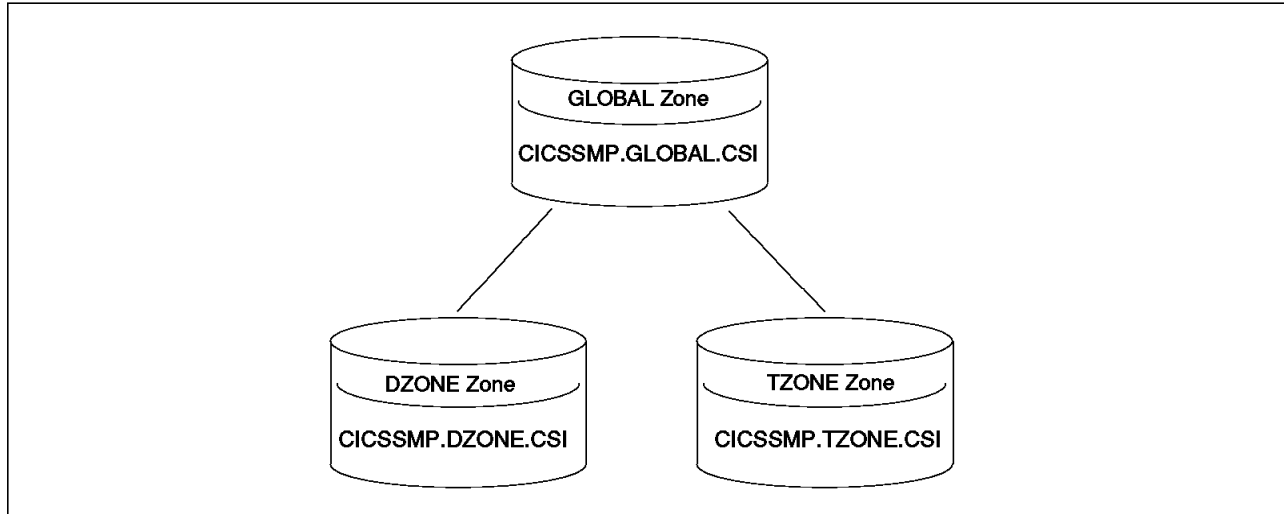 GLOBAL Zone
CICSSMP.GLOBAL.CSI
DZONE Zone
CICSSMP.DZONE.CSI
TZONE Zone
CICSSMP.TZONE.CSI